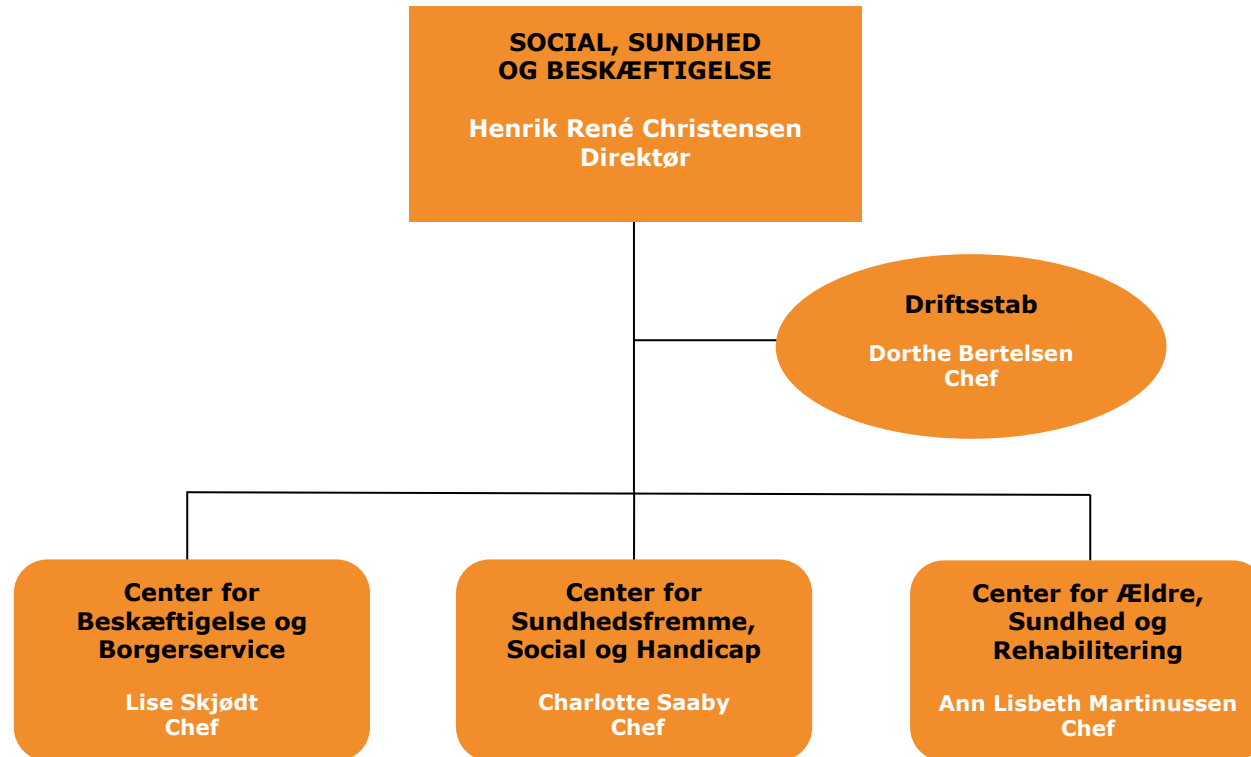 SOCIAL, SUNDHED
OG BESKÆFTIGELSE
Henrik René Christensen
Direktør
Driftsstab
Dorthe Bertelsen
Chef
Center for
Beskæftigelse og
Borgerservice
Lise Skjødt
Chef
Center for
Sundhedsfremme,
Social og Handicap
Charlotte Saaby
Chef
Center for Ældre,
Sundhed og
Rehabilitering
Ann Lisbeth Martinussen
Chef